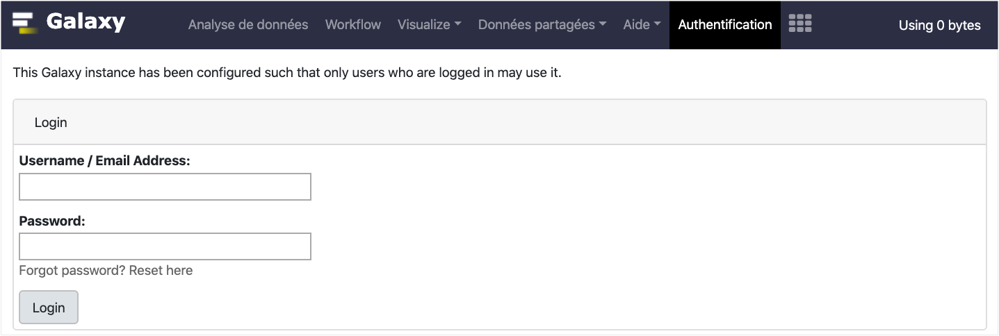 Galaxy Analyse de données Workflow Visualize Données partagées Aide Authentification Using 0 bytes
This Galaxy instance has been configured such that only users who are logged in may use it.
Login
Username / Email Address:
Password:
Forgot password? Reset here
Login